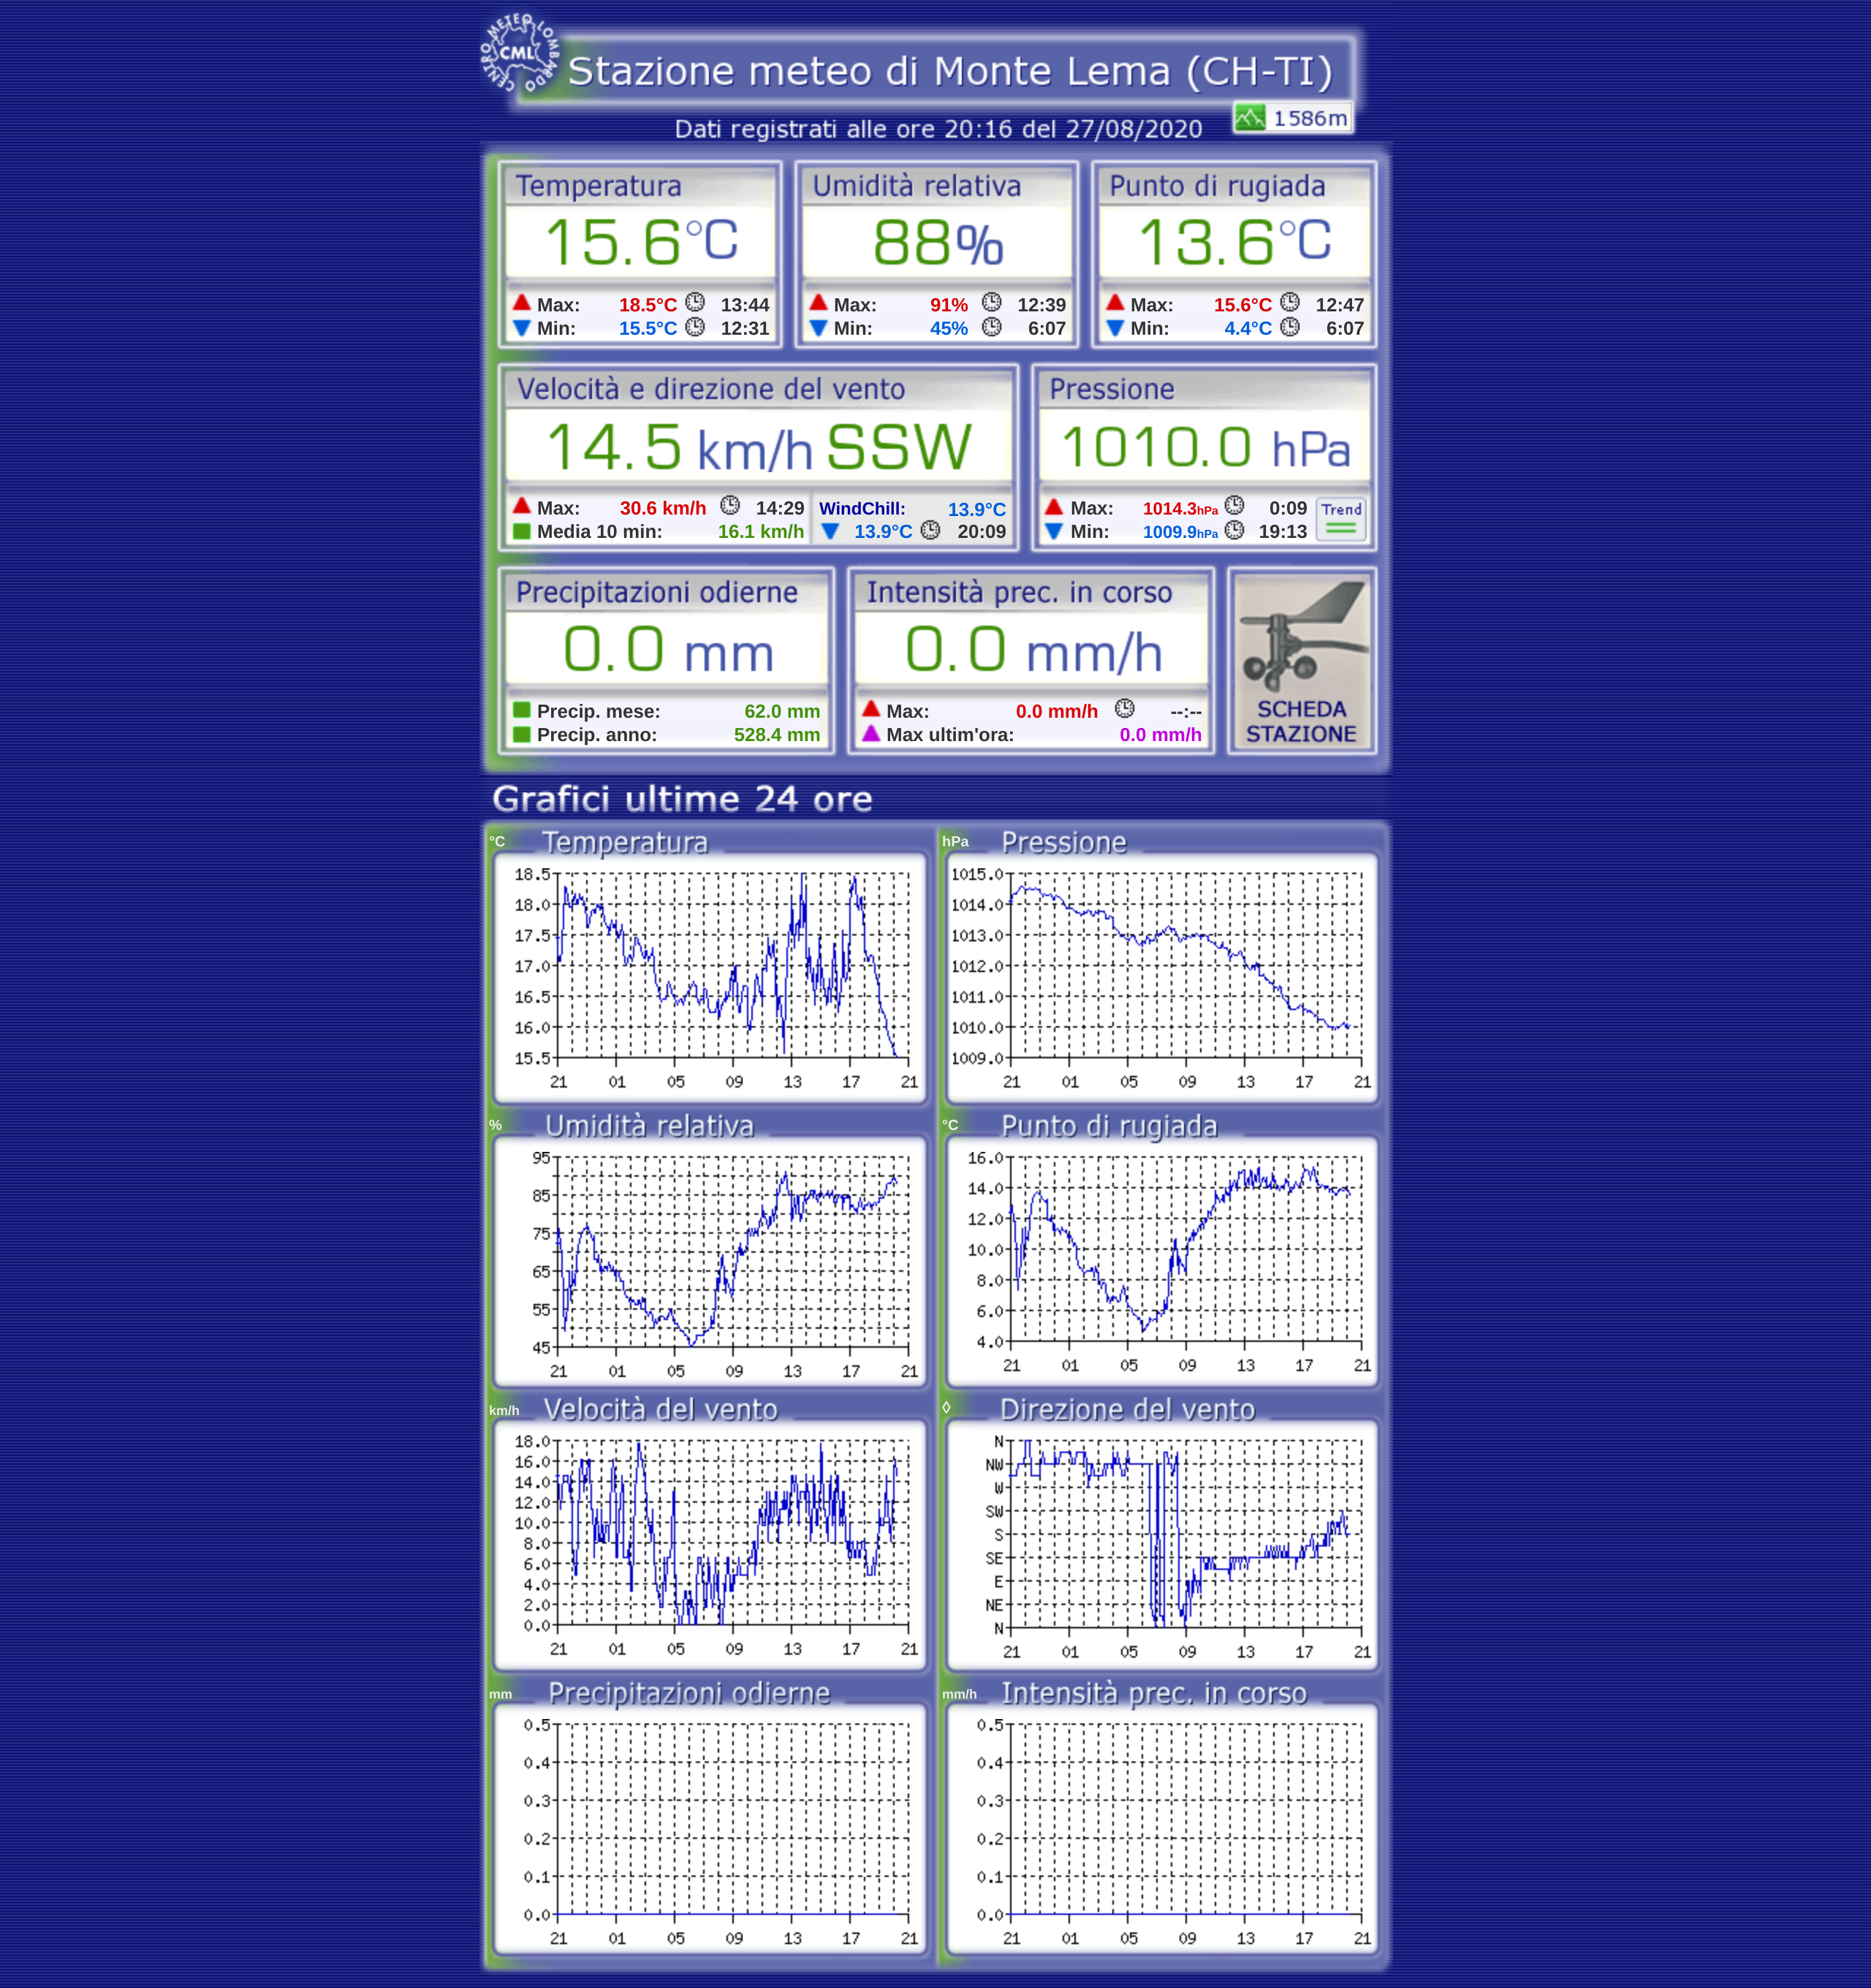 CENTRO METEO LOMBARDO
CML
Stazione meteo di Monte Lema (CH-TI)
1586m
Dati registrati alle ore 20:16 del 27/08/2020
Temperatura
15.6°C
Max: 18.5°C 13:44
Min: 15.5°C 12:31
Umidità relativa
88%
Max: 91% 12:39
Min: 45% 6:07
Punto di rugiada
13.6°C
Max: 15.6°C 12:47
Min: 4.4°C 6:07
Velocità e direzione del vento
14.5 km/h SSW
Max: 30.6 km/h 14:29
Media 10 min: 16.1 km/h
WindChill: 13.9°C
13.9°C 20:09
Pressione
1010.0 hPa
Max: 1014.3hPa 0:09
Min: 1009.9hPa 19:13
Trend
Precipitazioni odierne
0.0 mm
Precip. mese: 62.0 mm
Precip. anno: 528.4 mm
Intensità prec. in corso
0.0 mm/h
Max: 0.0 mm/h --:--
Max ultim'ora: 0.0 mm/h
SCHEDA
STAZIONE
Grafici ultime 24 ore
°C Temperatura
18.5
18.0
17.5
17.0
16.5
16.0
15.5
21 01 05 09 13 17 21
hPa Pressione
1015.0
1014.0
1013.0
1012.0
1011.0
1010.0
1009.0
21 01 05 09 13 17 21
% Umidità relativa
95
85
75
65
55
45
21 01 05 09 13 17 21
°C Punto di rugiada
16.0
14.0
12.0
10.0
8.0
6.0
4.0
21 01 05 09 13 17 21
km/h Velocità del vento
18.0
16.0
14.0
12.0
10.0
8.0
6.0
4.0
2.0
0.0
21 01 05 09 13 17 21
◊ Direzione del vento
N
NW
W
SW
S
SE
E
NE
N
21 01 05 09 13 17 21
mm Precipitazioni odierne
0.5
0.4
0.3
0.2
0.1
0.0
21 01 05 09 13 17 21
mm/h Intensità prec. in corso
0.5
0.4
0.3
0.2
0.1
0.0
21 01 05 09 13 17 21